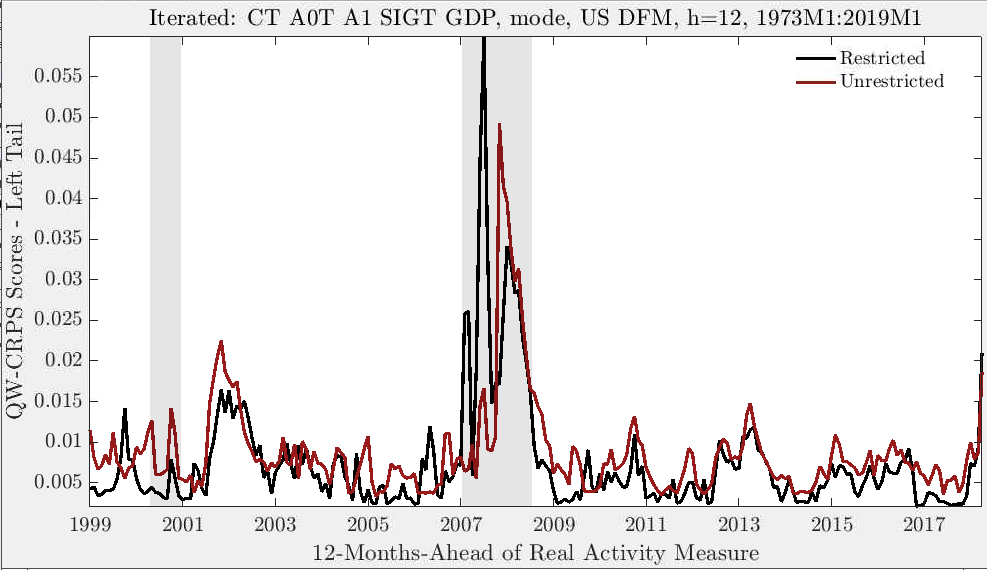 Iterated: CT A0T A1 SIGT GDP, mode, US DFM, h=12, 1973M1:2019M1
Restricted
Unrestricted
QW-CRPS Scores - Left Tail
0.055
0.05
0.045
0.04
0.035
0.03
0.025
0.02
0.015
0.01
0.005
1999 2001 2003 2005 2007 2009 2011 2013 2015 2017
12-Months-Ahead of Real Activity Measure